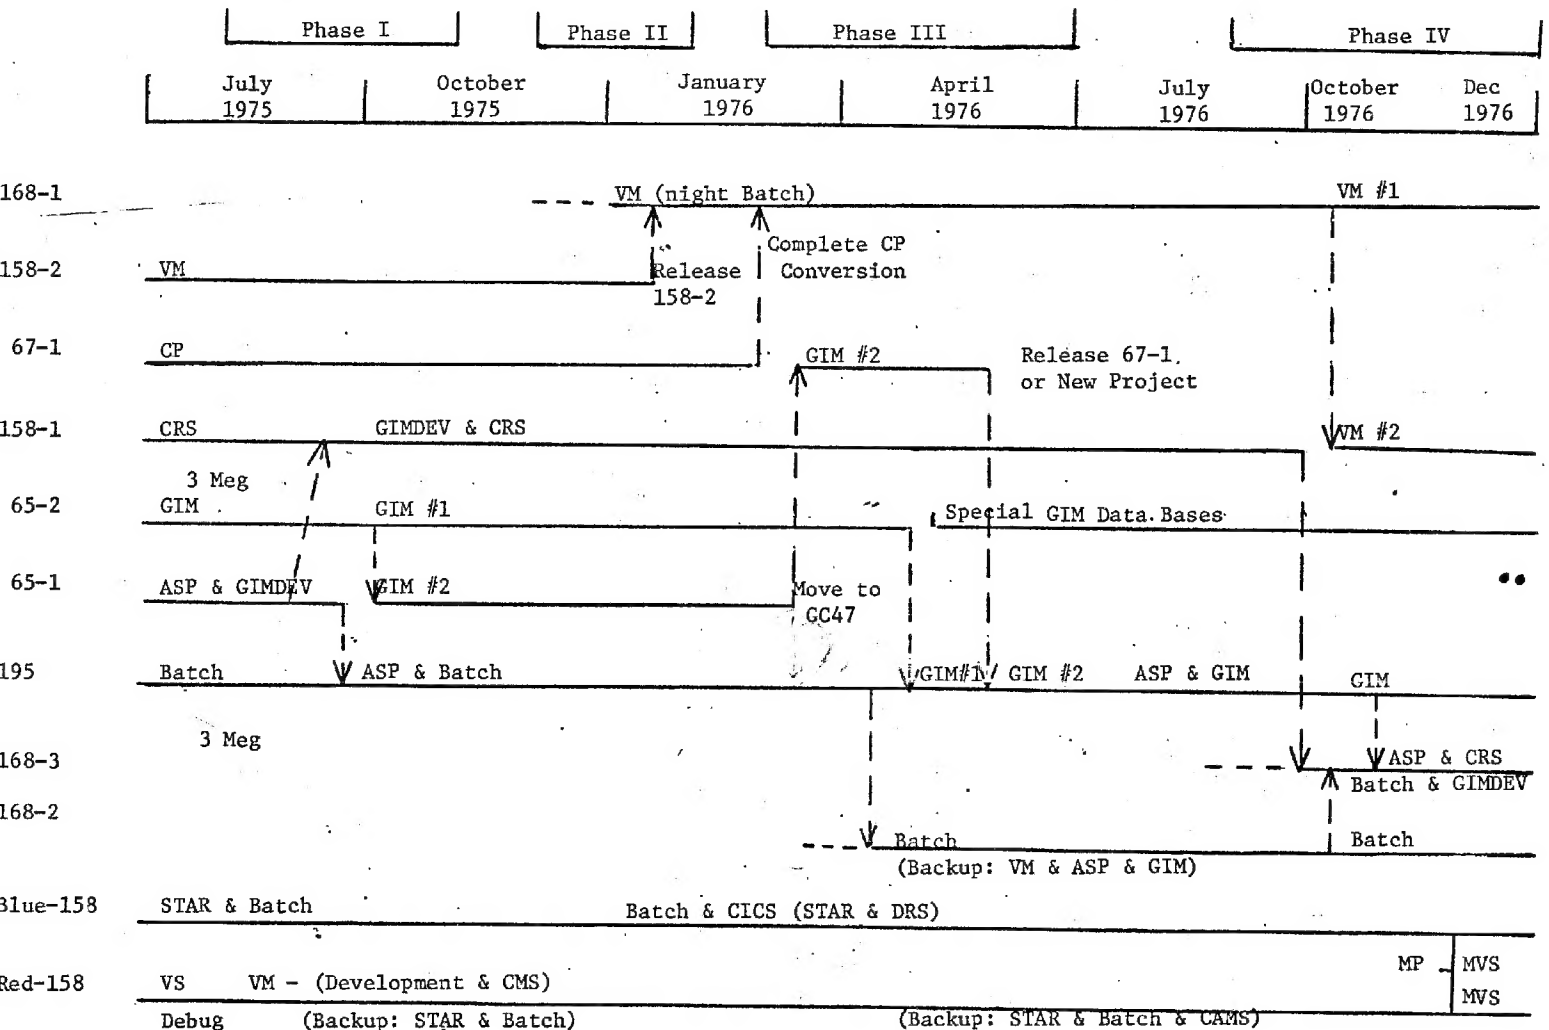 Phase I
Phase II
Phase III
Phase IV
July 1975
October 1975
January 1976
April 1976
July 1976
October 1976
Dec 1976
168-1
VM (night Batch)
VM #1
Complete CP
Conversion
158-2
VM
Release
158-2
67-1
CP
GIM #2
Release 67-1
or New Project
158-1
CRS
GIMDEV & CRS
VM #2
3 Meg
65-2
GIM
GIM #1
Special GIM Data Bases
65-1
ASP & GIMDEV
GIM #2
Move to
GC47
195
Batch
ASP & Batch
GIM#1
GIM #2
ASP & GIM
GIM
3 Meg
168-3
ASP & CRS
Batch & GIMDEV
168-2
Batch
Batch
(Backup: VM & ASP & GIM)
Blue-158
STAR & Batch
Batch & CICS (STAR & DRS)
MP
MVS
Red-158
VS
VM - (Development & CMS)
MVS
Debug
(Backup: STAR & Batch)
(Backup: STAR & Batch & CAMS)